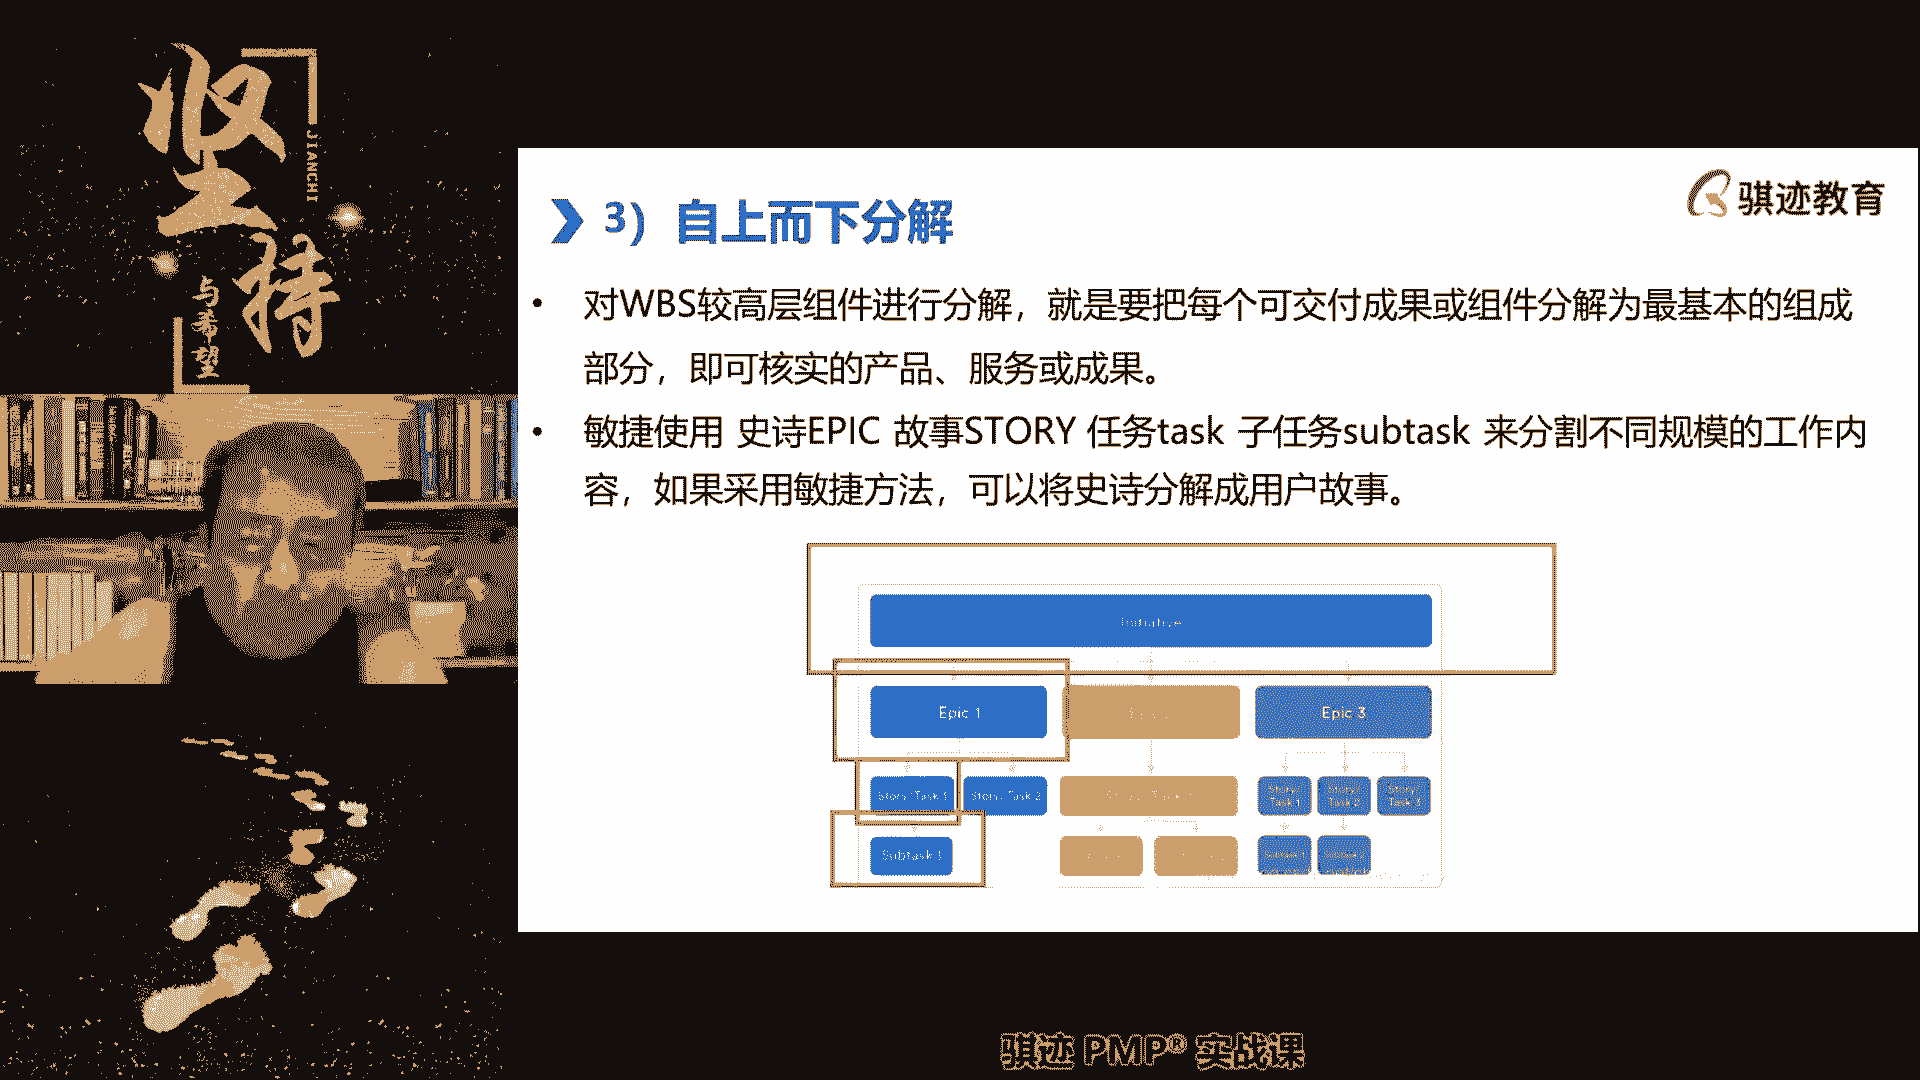 坚持
JIANCHI
与希望
骐迹教育
3）自上而下分解
• 对WBS较高层组件进行分解，就是要把每个可交付成果或组件分解为最基本的组成
部分，即可核实的产品、服务或成果。
• 敏捷使用 史诗EPIC 故事STORY 任务task 子任务subtask 来分割不同规模的工作内
容，如果采用敏捷方法，可以将史诗分解成用户故事。
Initiative
Epic 1
Epic 3
Story/Task 1
Story/Task 2
Story/
Task 1
Story/
Task 2
Story/
Task 3
Subtask 1
骐迹 PMP® 实战课